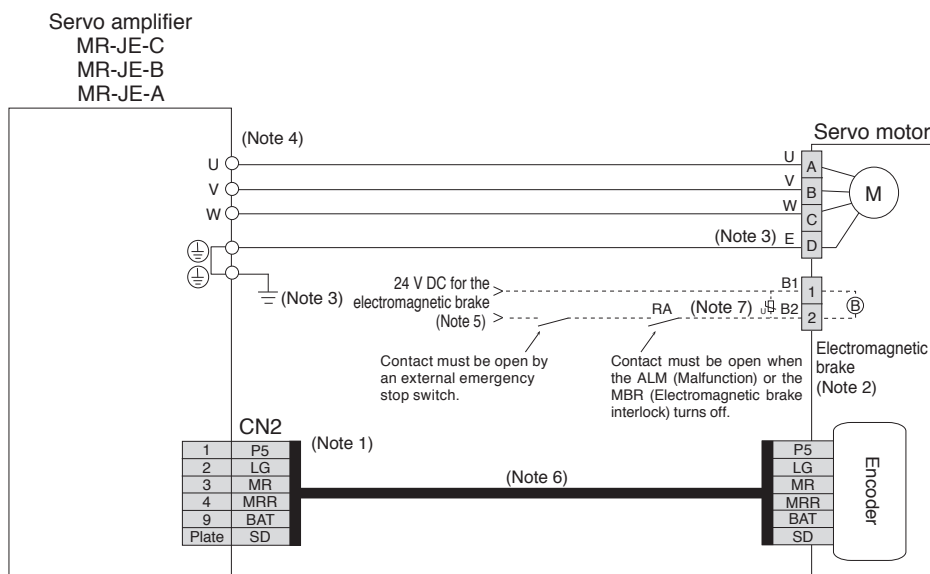 Servo amplifier
MR-JE-C
MR-JE-B
MR-JE-A
(Note 4)
Servo motor
U
U
A
V
V
B
M
W
W
C
(Note 3)
E
D
(Note 3)
24 V DC for the
electromagnetic brake
(Note 5)
B1
1
RA
(Note 7)
U
B2
2
B
Contact must be open by
an external emergency
stop switch.
Contact must be open when
the ALM (Malfunction) or the
MBR (Electromagnetic brake
interlock) turns off.
Electromagnetic
brake
(Note 2)
CN2
(Note 1)
(Note 6)
1 P5
2 LG
3 MR
4 MRR
9 BAT
Plate SD
P5
LG
MR
MRR
BAT
SD
Encoder